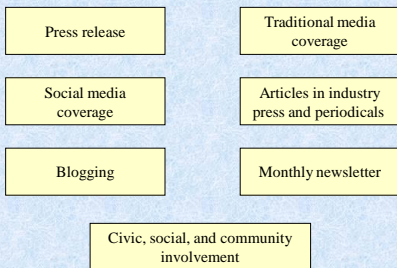 Press release
Traditional media
coverage
Social media
coverage
Articles in industry
press and periodicals
Blogging
Monthly newsletter
Civic, social, and community
involvement